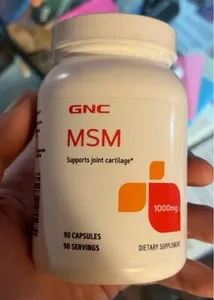 GNC
MSM
Supports joint cartilage*
1000mg
90 CAPSULES
90 SERVINGS
DIETARY SUPPLEMENT